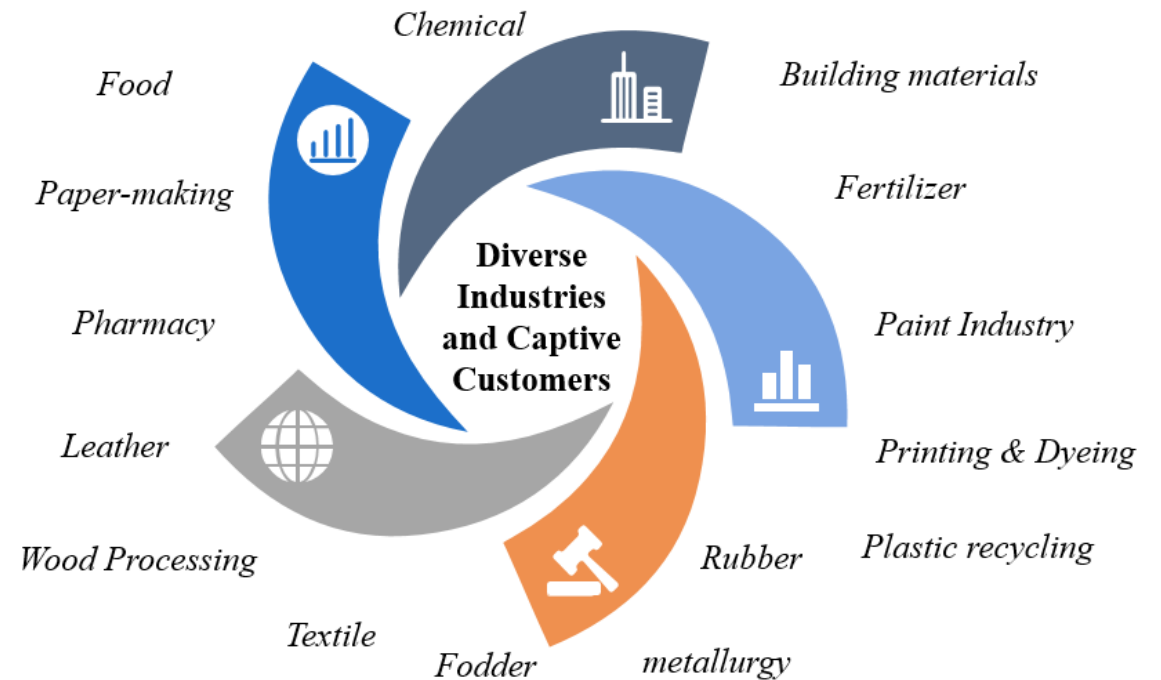 Chemical
Food
Building materials
Paper-making
Fertilizer
Diverse
Industries
and Captive
Customers
Pharmacy
Paint Industry
Leather
Printing & Dyeing
Wood Processing
Rubber
Plastic recycling
Textile
Fodder
metallurgy